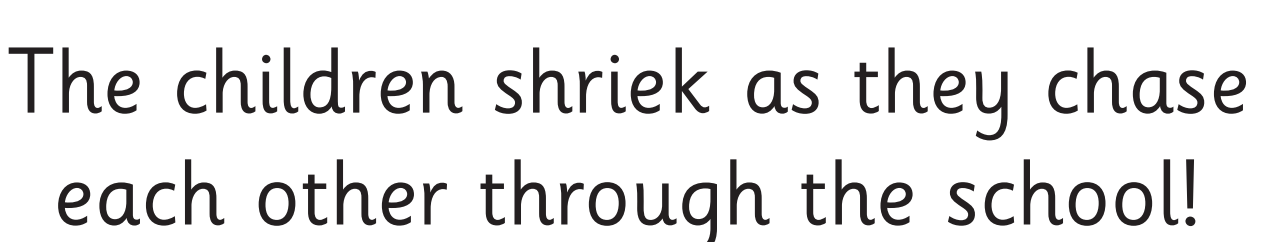 The children shriek as they chase
each other through the school!